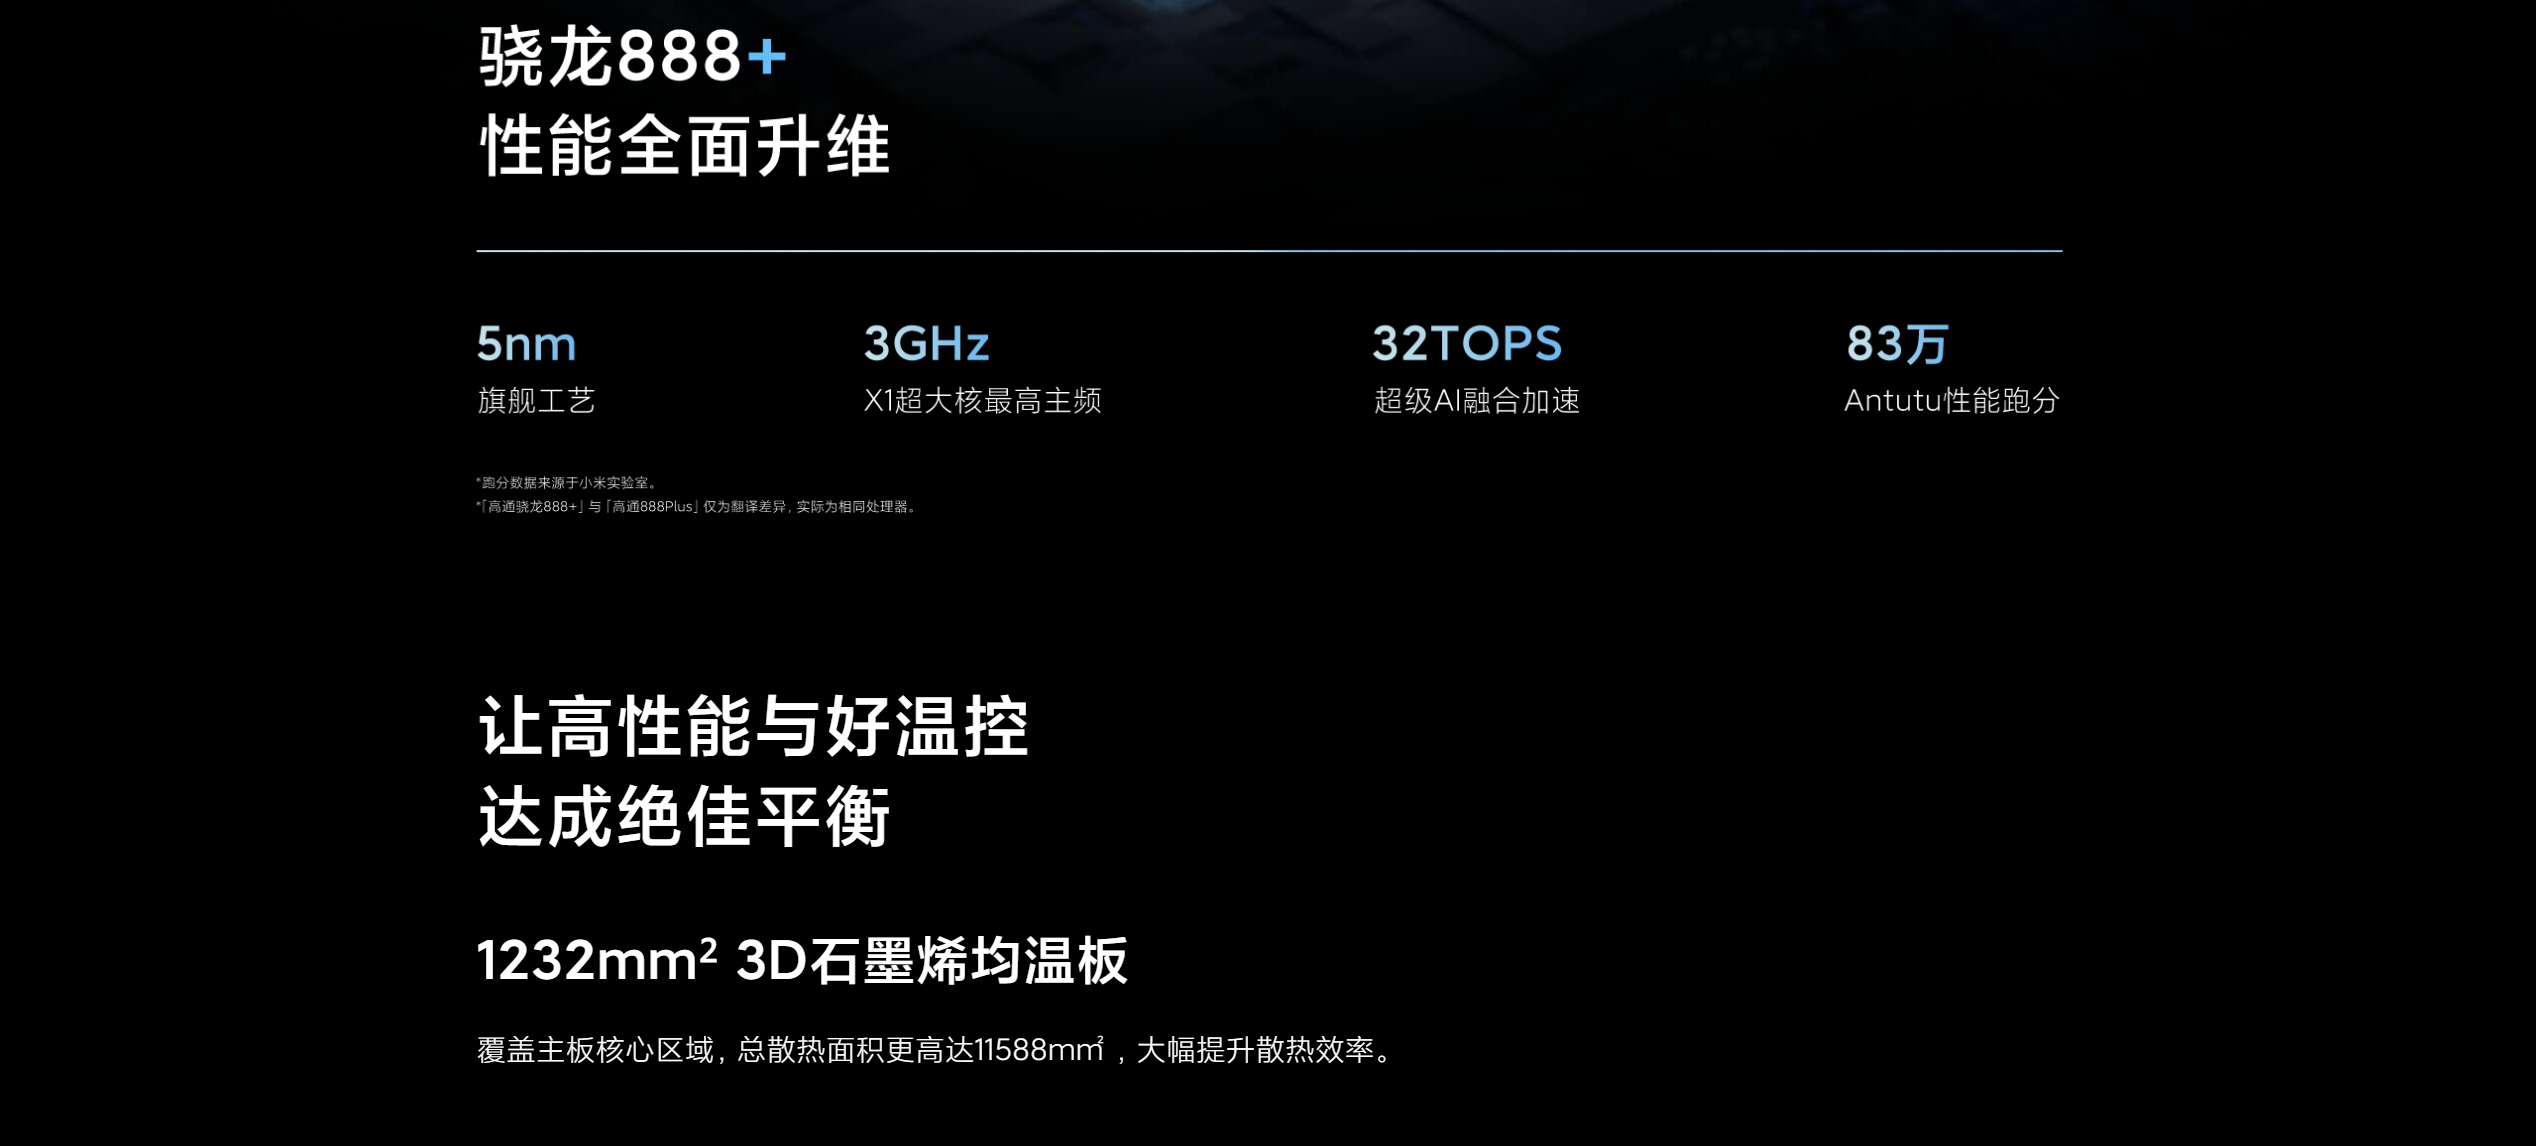 骁龙888+
性能全面升维
5nm
旗舰工艺
3GHz
X1超大核最高主频
32TOPS
超级AI融合加速
83万
Antutu性能跑分
*跑分数据来源于小米实验室。
*「高通骁龙888+」与「高通888Plus」仅为翻译差异，实际为相同处理器。
让高性能与好温控
达成绝佳平衡
1232mm² 3D石墨烯均温板
覆盖主板核心区域，总散热面积更高达11588mm²，大幅提升散热效率。